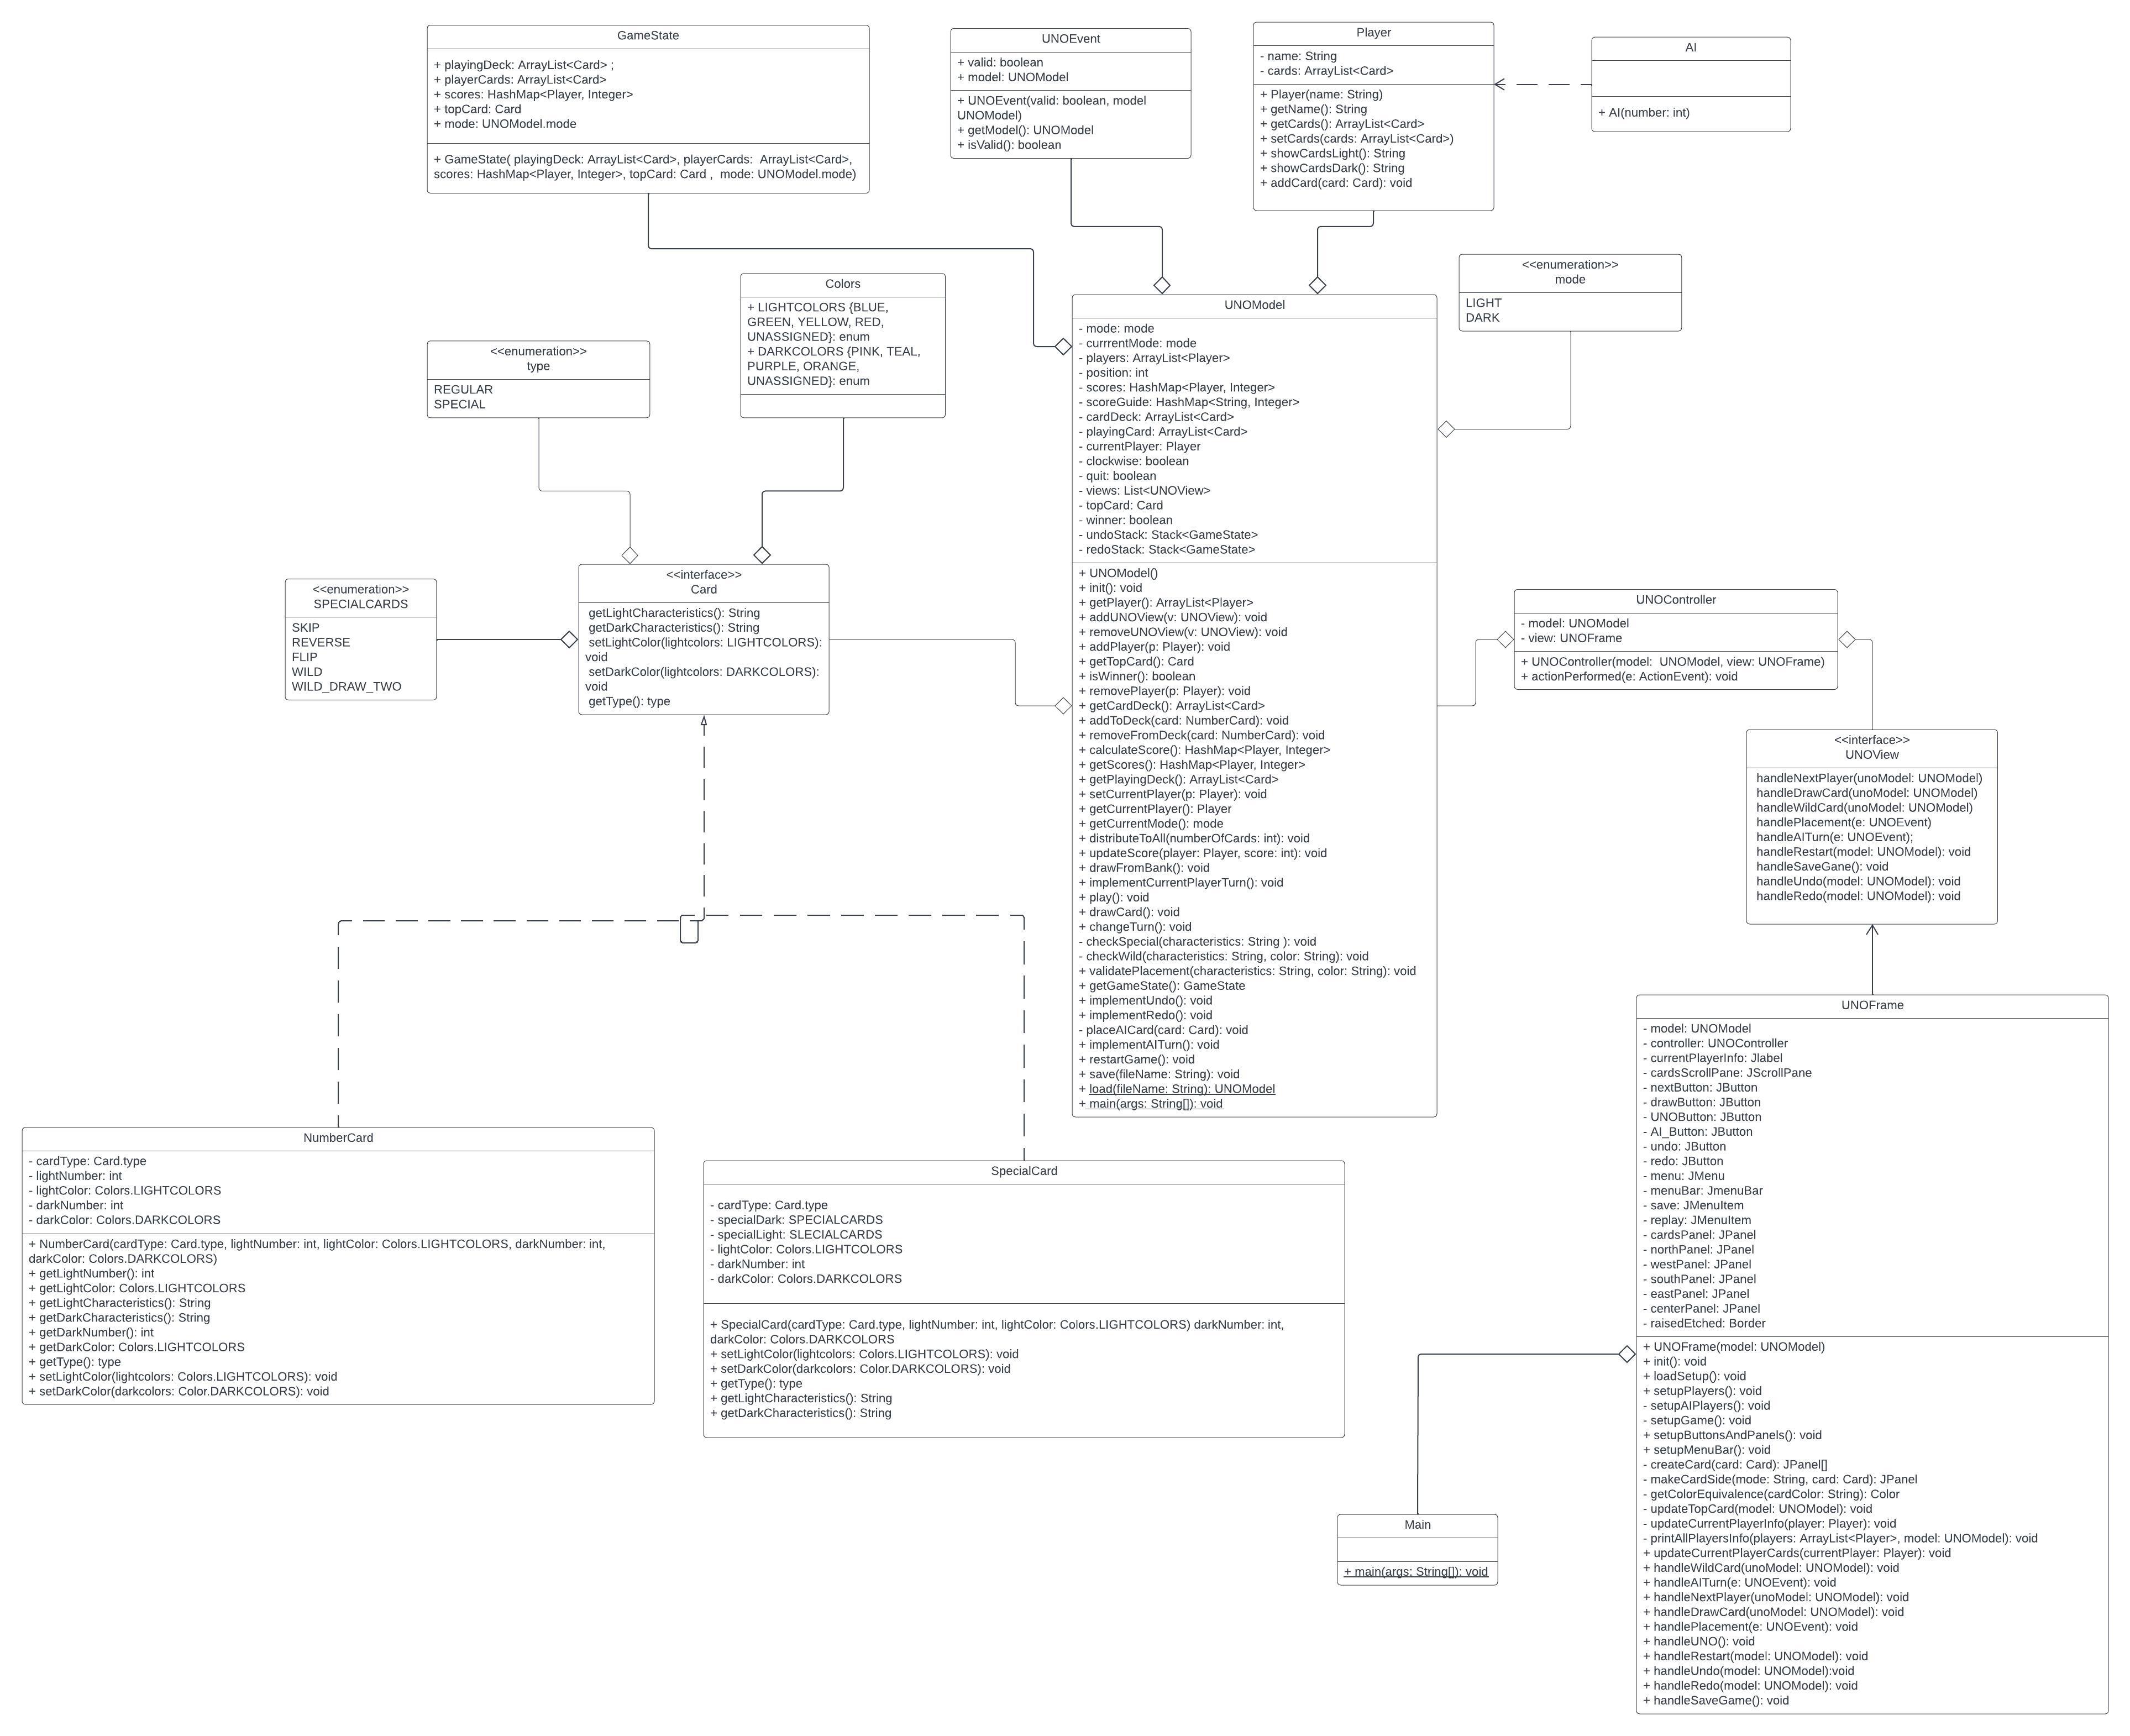 GameState
+ playingDeck: ArrayList<Card> ;
+ playerCards: ArrayList<Card>
+ scores: HashMap<Player, Integer>
+ topCard: Card
+ mode: UNOModel.mode
+ GameState( playingDeck: ArrayList<Card>, playerCards:  ArrayList<Card>,
scores: HashMap<Player, Integer>, topCard: Card ,  mode: UNOModel.mode)
UNOEvent
+ valid: boolean
+ model: UNOModel
+ UNOEvent(valid: boolean, model
UNOModel)
+ getModel(): UNOModel
+ isValid(): boolean
Player
- name: String
- cards: ArrayList<Card>
+ Player(name: String)
+ getName(): String
+ getCards(): ArrayList<Card>
+ setCards(cards: ArrayList<Card>)
+ showCardsLight(): String
+ showCardsDark(): String
+ addCard(card: Card): void
AI
+ AI(number: int)
<<enumeration>>
mode
LIGHT
DARK
Colors
+ LIGHTCOLORS {BLUE,
GREEN, YELLOW, RED,
UNASSIGNED}: enum
+ DARKCOLORS {PINK, TEAL,
PURPLE, ORANGE,
UNASSIGNED}: enum
<<enumeration>>
type
REGULAR
SPECIAL
<<enumeration>>
SPECIALCARDS
SKIP
REVERSE
FLIP
WILD
WILD_DRAW_TWO
<<interface>>
Card
getLightCharacteristics(): String
getDarkCharacteristics(): String
setLightColor(lightcolors: LIGHTCOLORS):
void
setDarkColor(lightcolors: DARKCOLORS):
void
getType(): type
UNOModel
- mode: mode
- currrentMode: mode
- players: ArrayList<Player>
- position: int
- scores: HashMap<Player, Integer>
- scoreGuide: HashMap<String, Integer>
- cardDeck: ArrayList<Card>
- playingCard: ArrayList<Card>
- currentPlayer: Player
- clockwise: boolean
- quit: boolean
- views: List<UNOView>
- topCard: Card
- winner: boolean
- undoStack: Stack<GameState>
- redoStack: Stack<GameState>
+ UNOModel()
+ init(): void
+ getPlayer(): ArrayList<Player>
+ addUNOView(v: UNOView): void
+ removeUNOView(v: UNOView): void
+ addPlayer(p: Player): void
+ getTopCard(): Card
+ isWinner(): boolean
+ removePlayer(p: Player): void
+ getCardDeck(): ArrayList<Card>
+ addToDeck(card: NumberCard): void
+ removeFromDeck(card: NumberCard): void
+ calculateScore(): HashMap<Player, Integer>
+ getScores(): HashMap<Player, Integer>
+ getPlayingDeck(): ArrayList<Card>
+ setCurrentPlayer(p: Player): void
+ getCurrentPlayer(): Player
+ getCurrentMode(): mode
+ distributeToAll(numberOfCards: int): void
+ updateScore(player: Player, score: int): void
+ drawFromBank(): void
+ implementCurrentPlayerTurn(): void
+ play(): void
+ drawCard(): void
+ changeTurn(): void
- checkSpecial(characteristics: String ): void
- checkWild(characteristics: String, color: String): void
+ validatePlacement(characteristics: String, color: String): void
+ getGameState(): GameState
+ implementUndo(): void
+ implementRedo(): void
- placeAICard(card: Card): void
+ implementAITurn(): void
+ restartGame(): void
+ save(fileName: String): void
+ load(fileName: String): UNOModel
+ main(args: String[]): void
UNOController
- model: UNOModel
- view: UNOFrame
+ UNOController(model:  UNOModel, view: UNOFrame)
+ actionPerformed(e: ActionEvent): void
<<interface>>
UNOView
handleNextPlayer(unoModel: UNOModel)
handleDrawCard(unoModel: UNOModel)
handleWildCard(unoModel: UNOModel)
handlePlacement(e: UNOEvent)
handleAITurn(e: UNOEvent);
handleRestart(model: UNOModel): void
handleSaveGane(): void
handleUndo(model: UNOModel): void
handleRedo(model: UNOModel): void
NumberCard
- cardType: Card.type
- lightNumber: int
- lightColor: Colors.LIGHTCOLORS
- darkNumber: int
- darkColor: Colors.DARKCOLORS
+ NumberCard(cardType: Card.type, lightNumber: int, lightColor: Colors.LIGHTCOLORS, darkNumber: int,
darkColor: Colors.DARKCOLORS)
+ getLightNumber(): int
+ getLightColor: Colors.LIGHTCOLORS
+ getLightCharacteristics(): String
+ getDarkCharacteristics(): String
+ getDarkNumber(): int
+ getDarkColor: Colors.LIGHTCOLORS
+ getType(): type
+ setLightColor(lightcolors: Colors.LIGHTCOLORS): void
+ setDarkColor(darkcolors: Color.DARKCOLORS): void
SpecialCard
- cardType: Card.type
- specialDark: SPECIALCARDS
- specialLight: SLECIALCARDS
- lightColor: Colors.LIGHTCOLORS
- darkNumber: int
- darkColor: Colors.DARKCOLORS
+ SpecialCard(cardType: Card.type, lightNumber: int, lightColor: Colors.LIGHTCOLORS) darkNumber: int,
darkColor: Colors.DARKCOLORS
+ setLightColor(lightcolors: Colors.LIGHTCOLORS): void
+ setDarkColor(darkcolors: Color.DARKCOLORS): void
+ getType(): type
+ getLightCharacteristics(): String
+ getDarkCharacteristics(): String
Main
+ main(args: String[]): void
UNOFrame
- model: UNOModel
- controller: UNOController
- currentPlayerInfo: Jlabel
- cardsScrollPane: JScrollPane
- nextButton: JButton
- drawButton: JButton
- UNOButton: JButton
- AI_Button: JButton
- undo: JButton
- redo: JButton
- menu: JMenu
- menuBar: JmenuBar
- save: JMenuItem
- replay: JMenuItem
- cardsPanel: JPanel
- northPanel: JPanel
- westPanel: JPanel
- southPanel: JPanel
- eastPanel: JPanel
- centerPanel: JPanel
- raisedEtched: Border
+ UNOFrame(model: UNOModel)
+ init(): void
+ loadSetup(): void
+ setupPlayers(): void
- setupAIPlayers(): void
- setupGame(): void
+ setupButtonsAndPanels(): void
+ setupMenuBar(): void
- createCard(card: Card): JPanel[]
- makeCardSide(mode: String, card: Card): JPanel
- getColorEquivalence(cardColor: String): Color
- updateTopCard(model: UNOModel): void
- updateCurrentPlayerInfo(player: Player): void
- printAllPlayersInfo(players: ArrayList<Player>, model: UNOModel): void
+ updateCurrentPlayerCards(currentPlayer: Player): void
+ handleWildCard(unoModel: UNOModel): void
+ handleAITurn(e: UNOEvent): void
+ handleNextPlayer(unoModel: UNOModel): void
+ handleDrawCard(unoModel: UNOModel): void
+ handlePlacement(e: UNOEvent): void
+ handleUNO(): void
+ handleRestart(model: UNOModel): void
+ handleUndo(model: UNOModel):void
+ handleRedo(model: UNOModel): void
+ handleSaveGame(): void